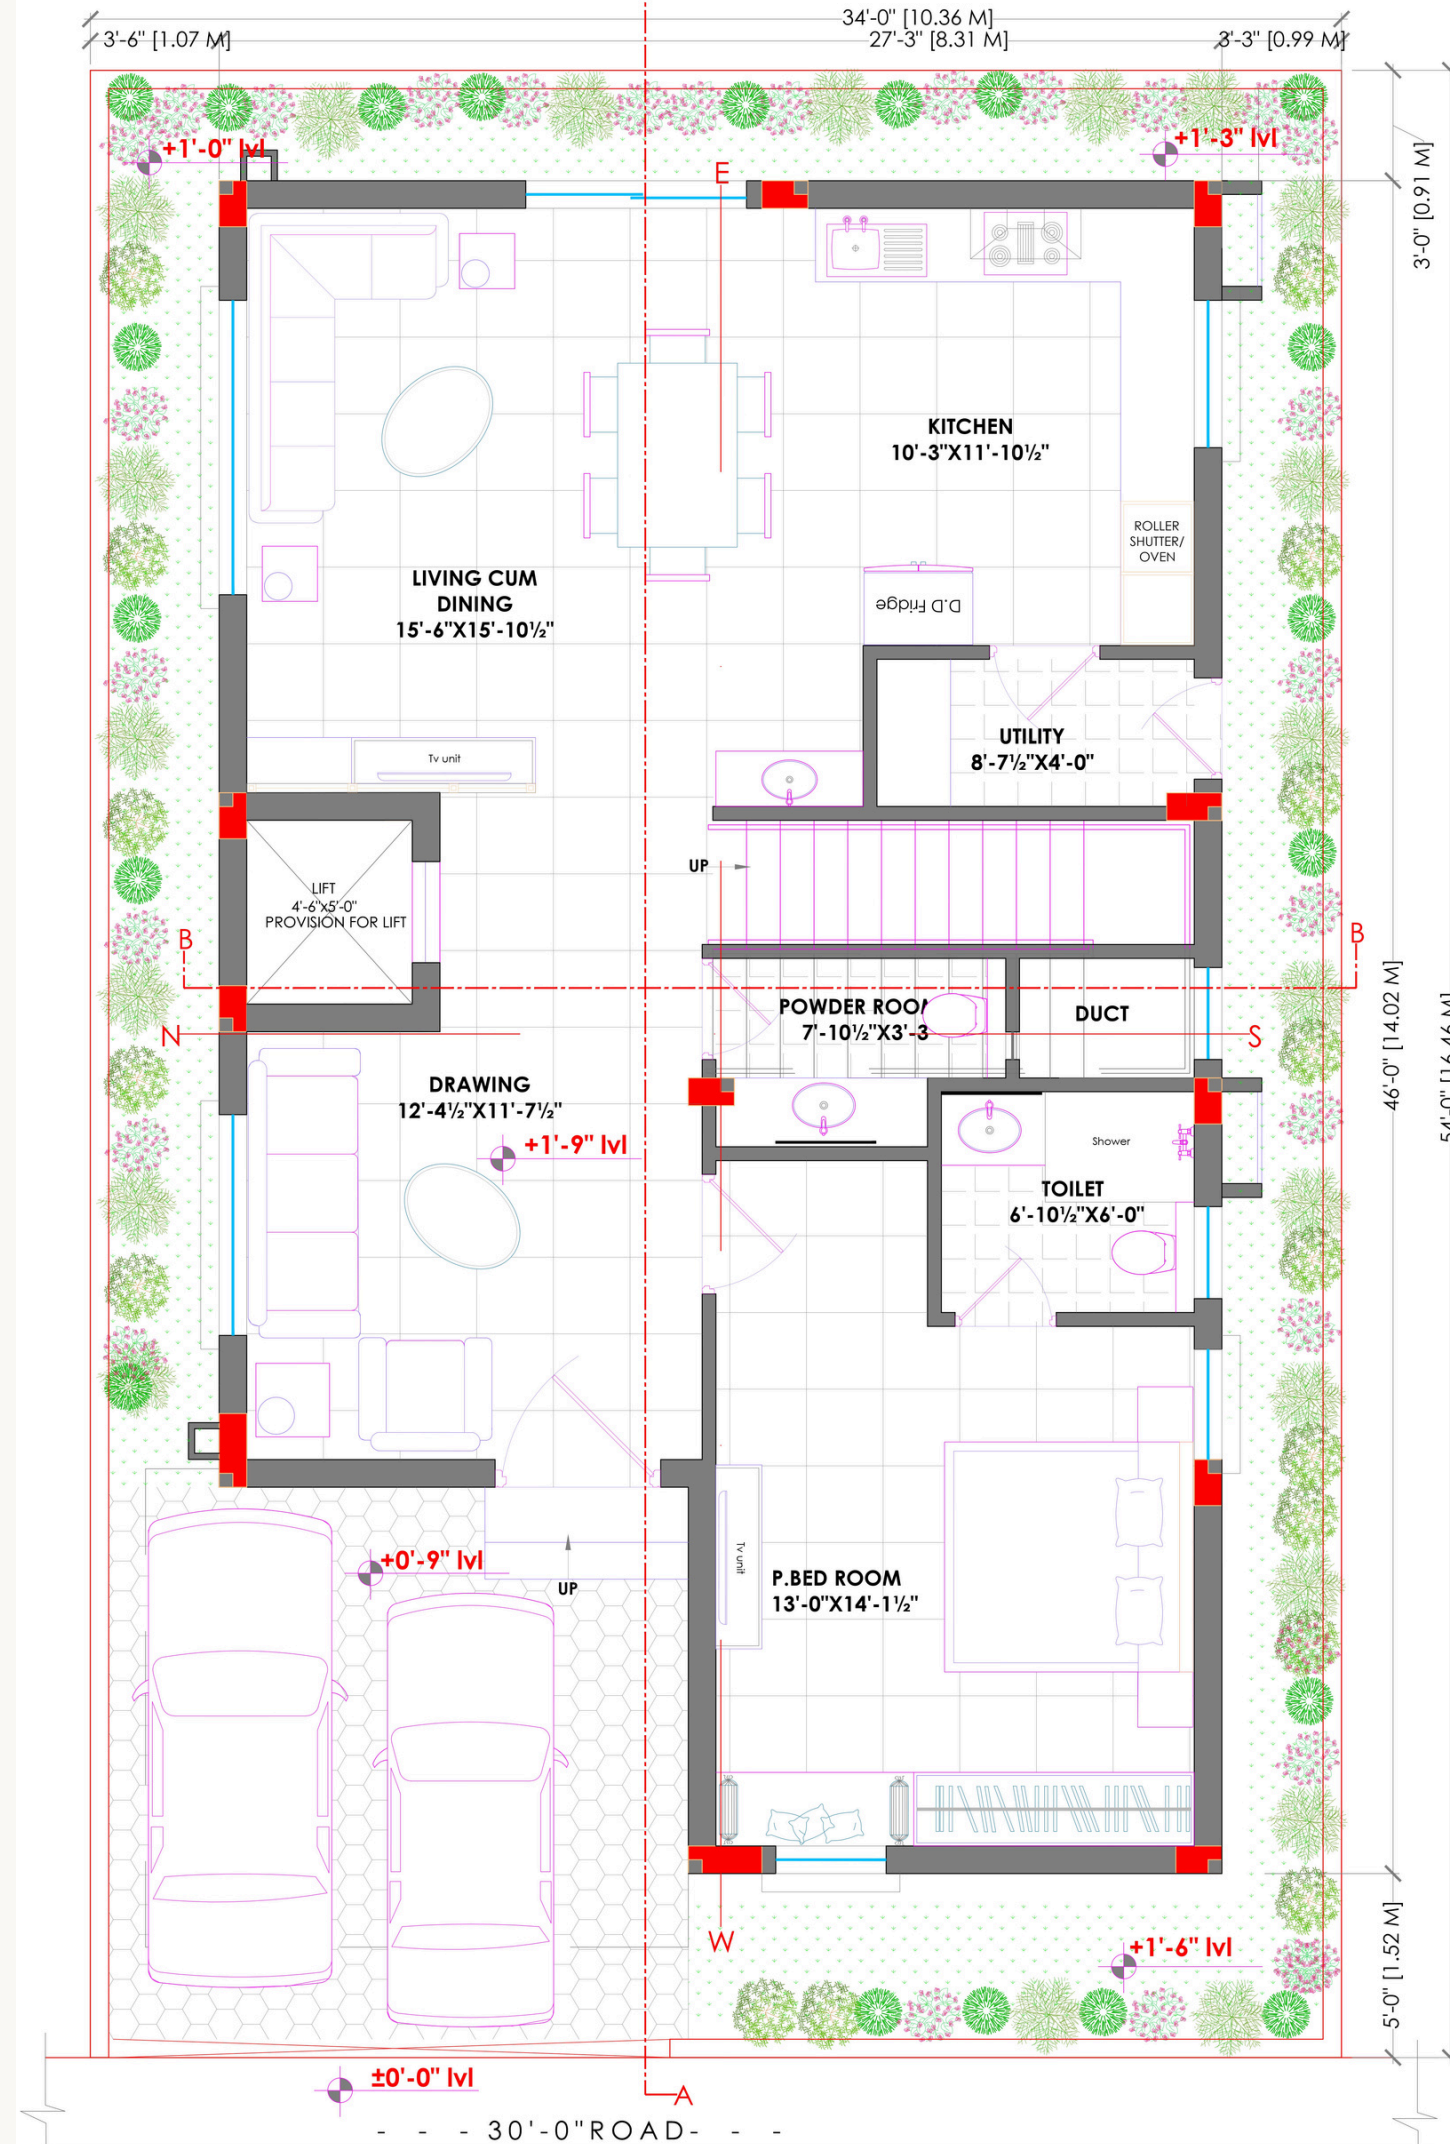 34'-0" [10.36 M]
3'-6" [1.07 M]
27'-3" [8.31 M]
3'-3" [0.99 M]
+1'-0" lvl
+1'-3" lvl
3'-0" [0.91 M]
E
KITCHEN
10'-3"X11'-10½"
ROLLER
SHUTTER/
OVEN
LIVING CUM
DINING
15'-6"X15'-10½"
D.D Fridge
UTILITY
8'-7½"X4'-0"
Tv unit
UP
LIFT
4'-6"x5'-0"
PROVISION FOR LIFT
B
B
POWDER ROOM
7'-10½"X3'-3
DUCT
N
S
46'-0" [14.02 M]
54'-0" [16.46 M]
DRAWING
12'-4½"X11'-7½"
+1'-9" lvl
Shower
TOILET
6'-10½"X6'-0"
+0'-9" lvl
UP
Tv unit
P.BED ROOM
13'-0"X14'-1½"
W
+1'-6" lvl
5'-0" [1.52 M]
±0'-0" lvl
A
- - - 30'-0"ROAD- - -